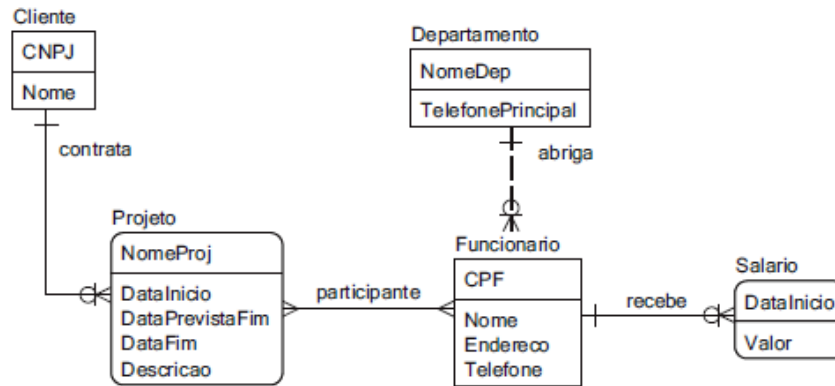 Cliente
CNPJ
Nome
contrata
Departamento
NomeDep
TelefonePrincipal
abriga
Projeto
NomeProj
DataInicio
DataPrevistaFim
DataFim
Descricao
participante
Funcionario
CPF
Nome
Endereco
Telefone
recebe
Salario
DataInicio
Valor